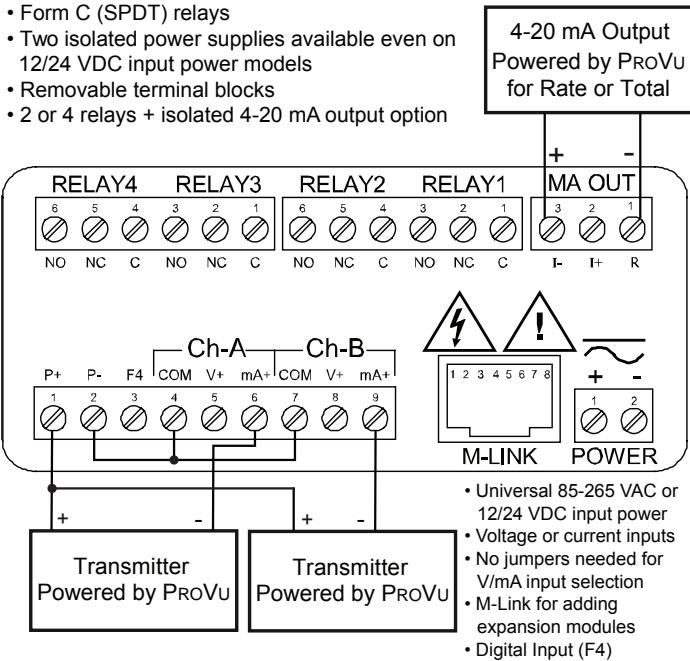 • Form C (SPDT) relays
• Two isolated power supplies available even on
12/24 VDC input power models
• Removable terminal blocks
• 2 or 4 relays + isolated 4-20 mA output option
4-20 mA Output
Powered by PROVU
for Rate or Total
+ -
RELAY4 RELAY3 RELAY2 RELAY1 MA OUT
6 5 4 3 2 1 6 5 4 3 2 1 3 2 1
NO NC C NO NC C NO NC C NO NC C I- I+ R
Ch-A Ch-B
P+ P- F4 COM V+ mA+ COM V+ mA+
1 2 3 4 5 6 7 8 9
!
1 2 3 4 5 6 7 8
M-LINK
+ -
1 2
POWER
+ - + -
Transmitter
Powered by PROVU
Transmitter
Powered by PROVU
• Universal 85-265 VAC or
12/24 VDC input power
• Voltage or current inputs
• No jumpers needed for
V/mA input selection
• M-Link for adding
expansion modules
• Digital Input (F4)